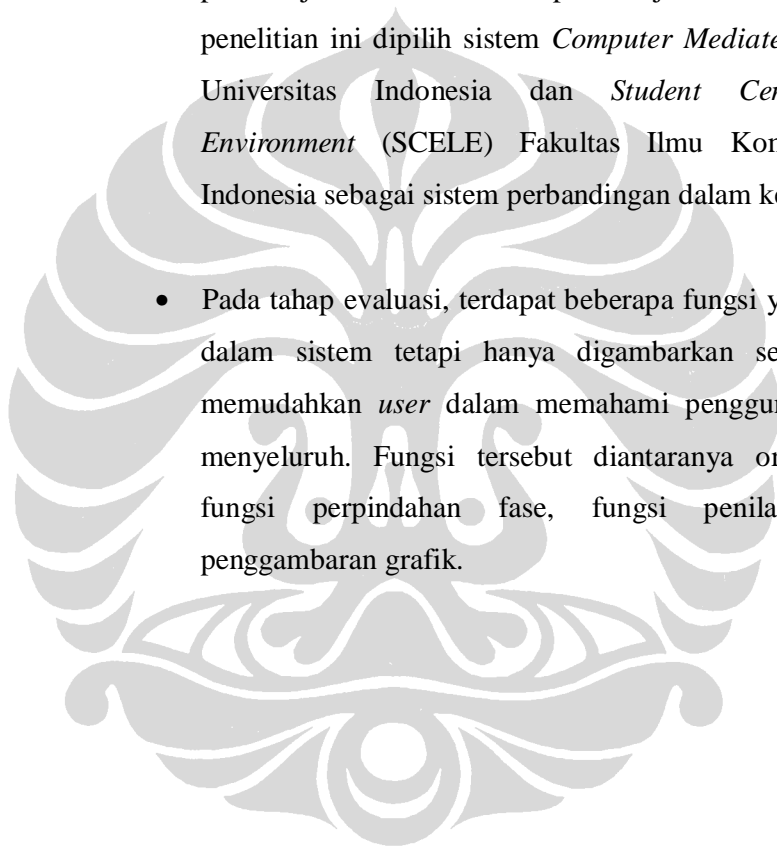 penelitian ini dipilih sistem Computer Mediate
Universitas Indonesia dan Student Cen
Environment (SCELE) Fakultas Ilmu Kom
Indonesia sebagai sistem perbandingan dalam ke
• Pada tahap evaluasi, terdapat beberapa fungsi y
dalam sistem tetapi hanya digambarkan se
memudahkan user dalam memahami penggun
menyeluruh. Fungsi tersebut diantaranya or
fungsi perpindahan fase, fungsi penila
penggambaran grafik.